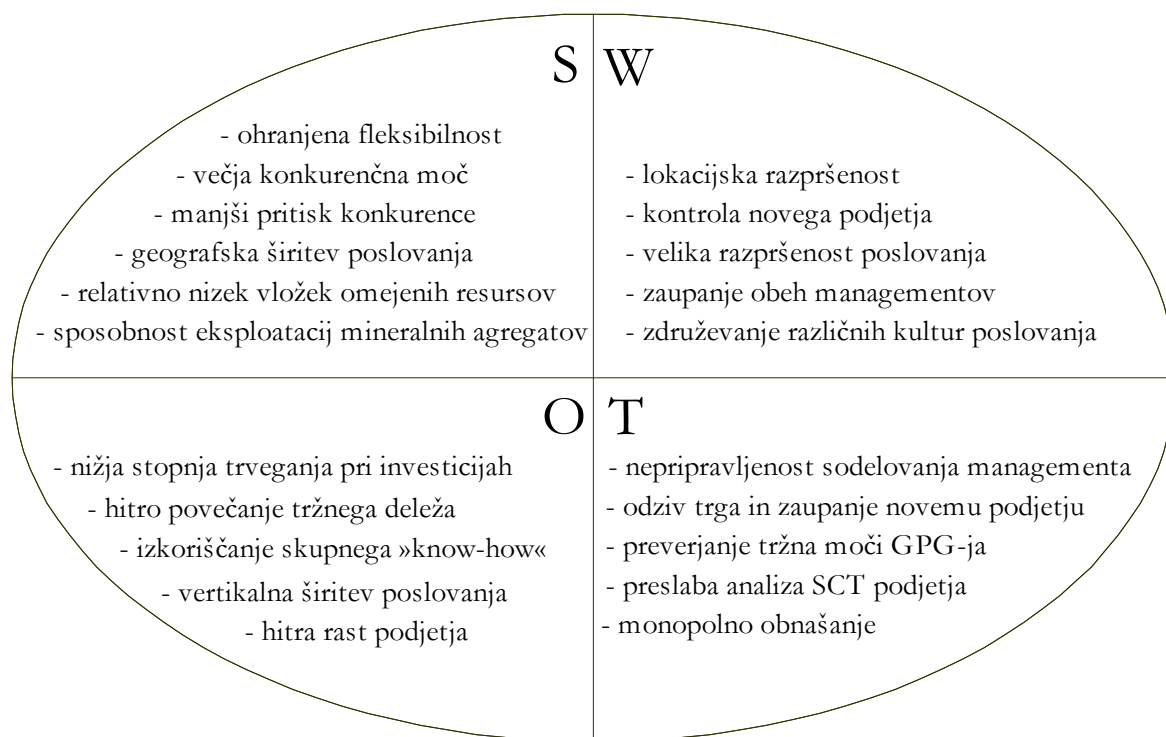 S
- ohranjena fleksibilnost
- večja konkurenčna moč
- manjši pritisk konkurence
- geografska širitev poslovanja
- relativno nizek vložek omejenih resursov
- sposobnost eksploatacij mineralnih agregatov
W
- lokacijska razpršenost
- kontrola novega podjetja
- velika razpršenost poslovanja
- zaupanje obeh managementov
- združevanje različnih kultur poslovanja
O
- nižja stopnja tveganja pri investicijah
- hitro povečanje tržnega deleža
- izkoriščanje skupnega »know-how«
- vertikalna širitev poslovanja
- hitra rast podjetja
T
- nepripravljenost sodelovanja managementa
- odziv trga in zaupanje novemu podjetju
- preverjanje tržna moči GPG-ja
- preslaba analiza SCT podjetja
- monopolno obnašanje